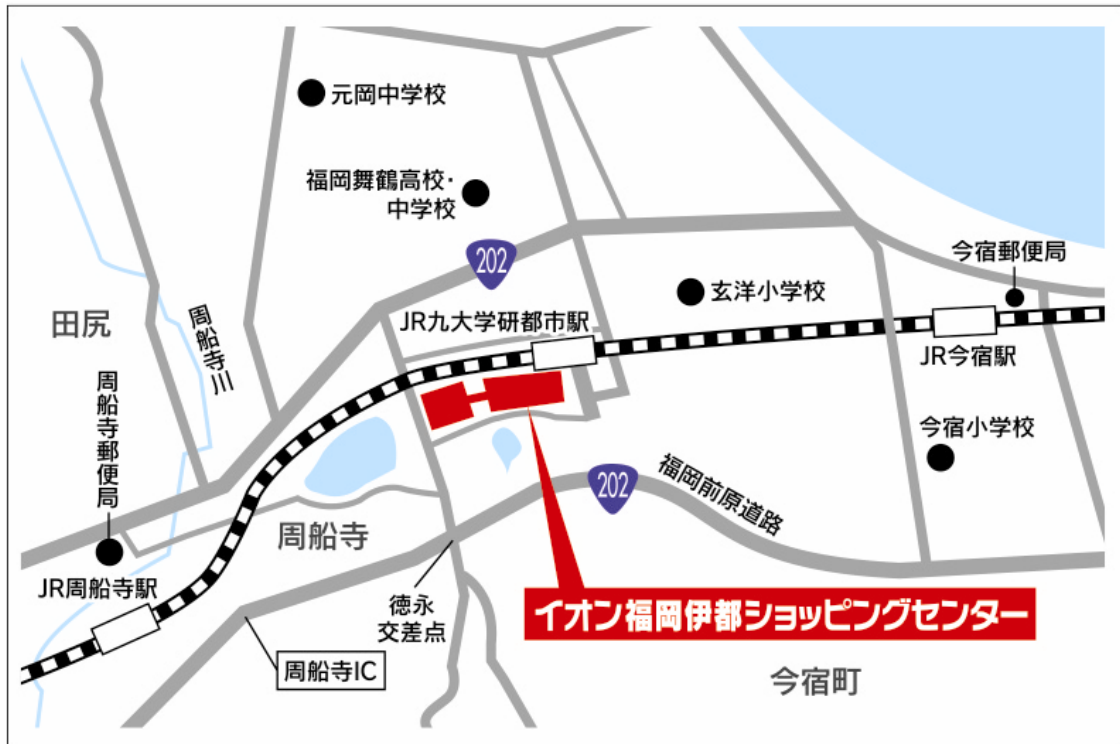 元岡中学校
福岡舞鶴高校・
中学校
202
今宿郵便局
玄洋小学校
田尻
周船寺川
JR九大学研都市駅
JR今宿駅
周船寺郵便局
今宿小学校
202
福岡前原道路
周船寺
JR周船寺駅
徳永
交差点
イオン福岡伊都ショッピングセンター
周船寺IC
今宿町